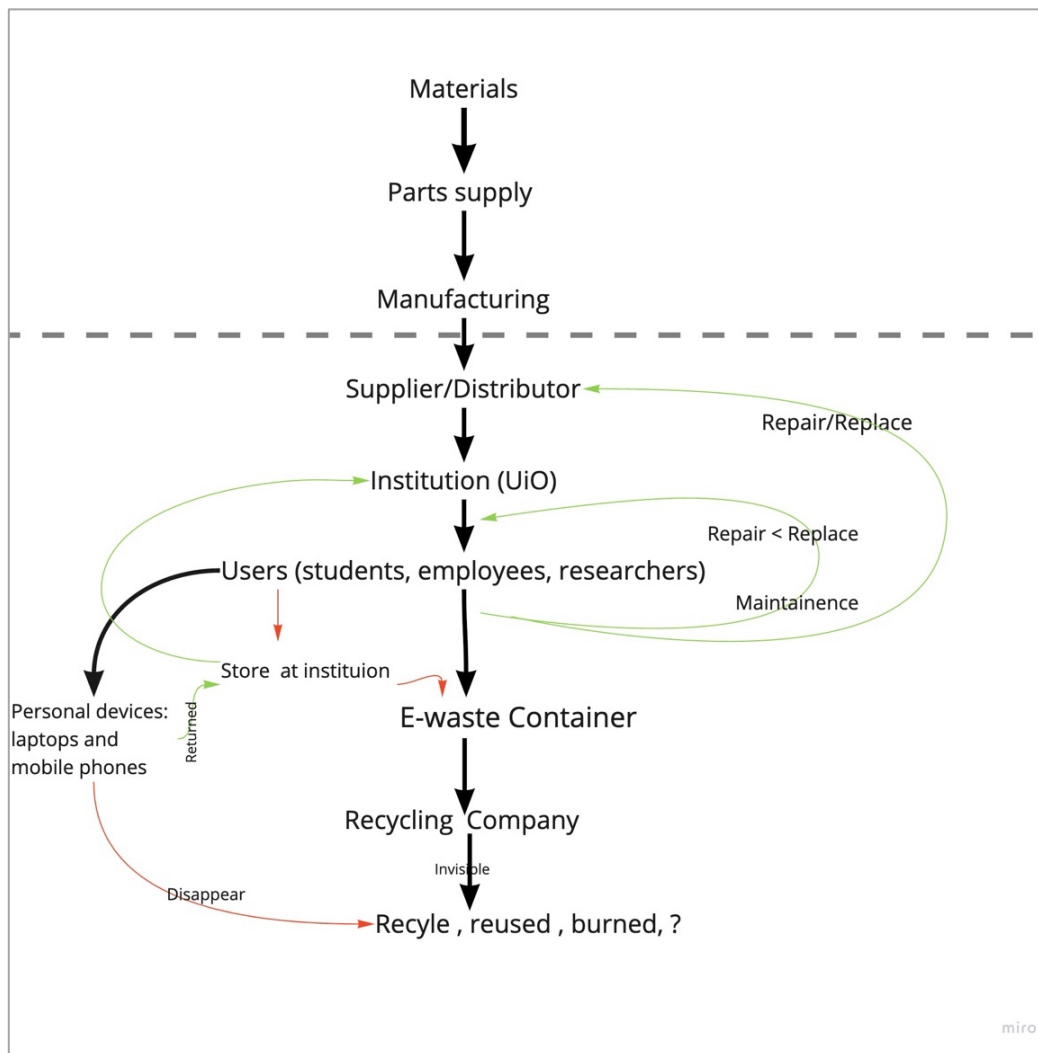 Materials
Parts supply
Manufacturing
Supplier/Distributor
Repair/Replace
Institution (UiO)
Repair < Replace
Users (students, employees, researchers)
Maintainence
Store at instituion
Personal devices:
laptops and
mobile phones
Returned
E-waste Container
Recycling Company
Invisible
Disappear
Recyle , reused , burned, ?
miro